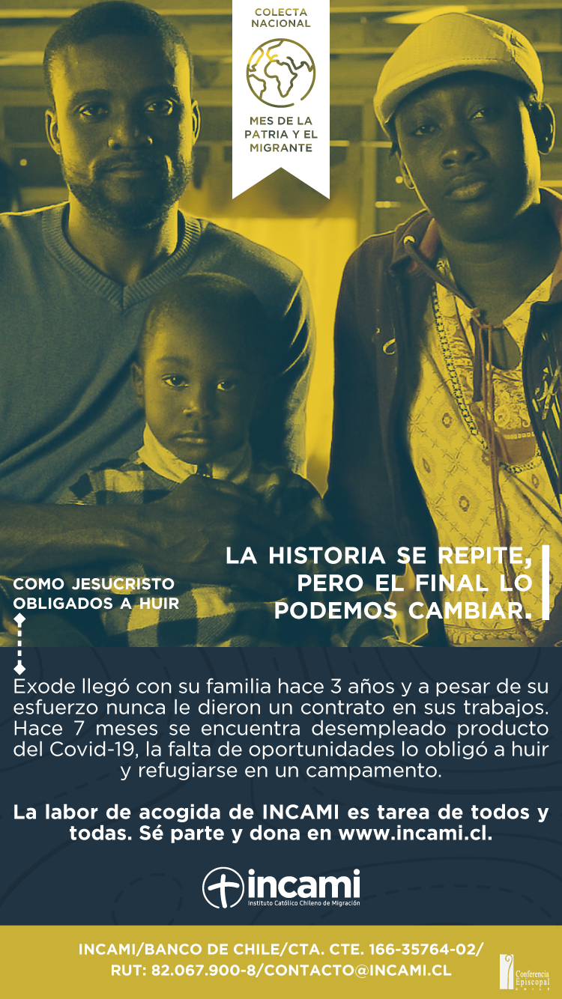 COLECTA
NACIONAL
MES DE LA
PATRIA Y EL
MIGRANTE
LA HISTORIA SE REPITE,
PERO EL FINAL LO
PODEMOS CAMBIAR.
COMO JESUCRISTO
OBLIGADOS A HUIR
Exode llegó con su familia hace 3 años y a pesar de su
esfuerzo nunca le dieron un contrato en sus trabajos.
Hace 7 meses se encuentra desempleado producto
del Covid-19, la falta de oportunidades lo obligó a huir
y refugiarse en un campamento.
La labor de acogida de INCAMI es tarea de todos y
todas. Sé parte y dona en www.incami.cl.
incami
Instituto Católico Chileno de Migración
INCAMI/BANCO DE CHILE/CTA. CTE. 166-35764-02/
RUT: 82.067.900-8/CONTACTO@INCAMI.CL
Conferencia
Episcopal
CHILE